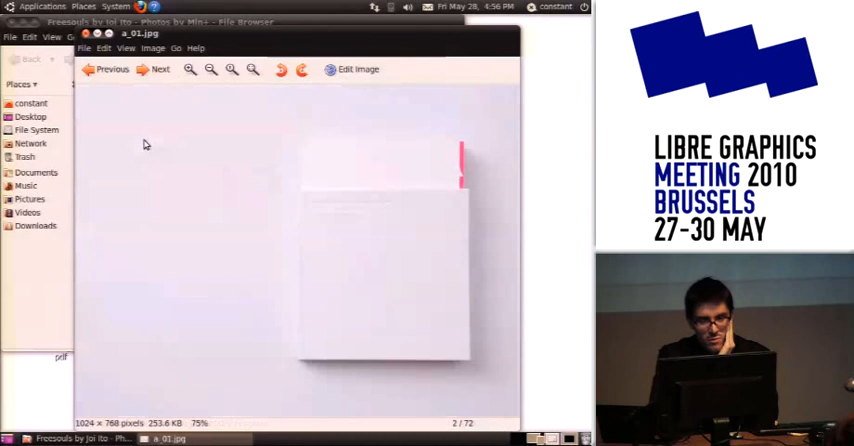 Applications Places System
Fri May 28, 4:56 PM constant
Freesouls by Joi Ito - Photos by Min+ - File Browser
File Edit
a_01.jpg
File Edit View Image Go Help
Back
Previous Next Edit Image
Places
constant
Desktop
File System
Network
Trash
Documents
Music
Pictures
Videos
Downloads
1024 × 768 pixels 253.6 KB 75%
2 / 72
Freesouls by Joi Ito - Ph...
a_01.jpg
LIBRE GRAPHICS
MEETING 2010
BRUSSELS
27-30 MAY